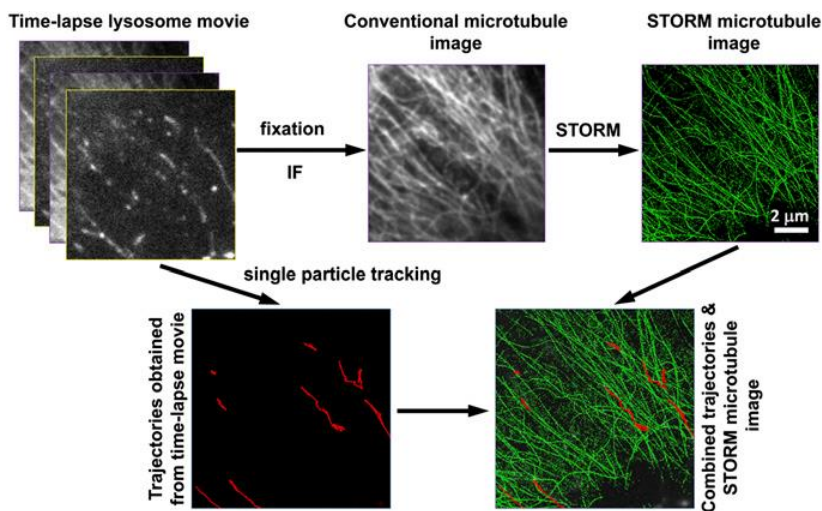 Time-lapse lysosome movie
Conventional microtubule
image
STORM microtubule
image
fixation
IF
STORM
2 μm
single particle tracking
Trajectories obtained
from time-lapse movie
Combined trajectories &
STORM microtubule
image